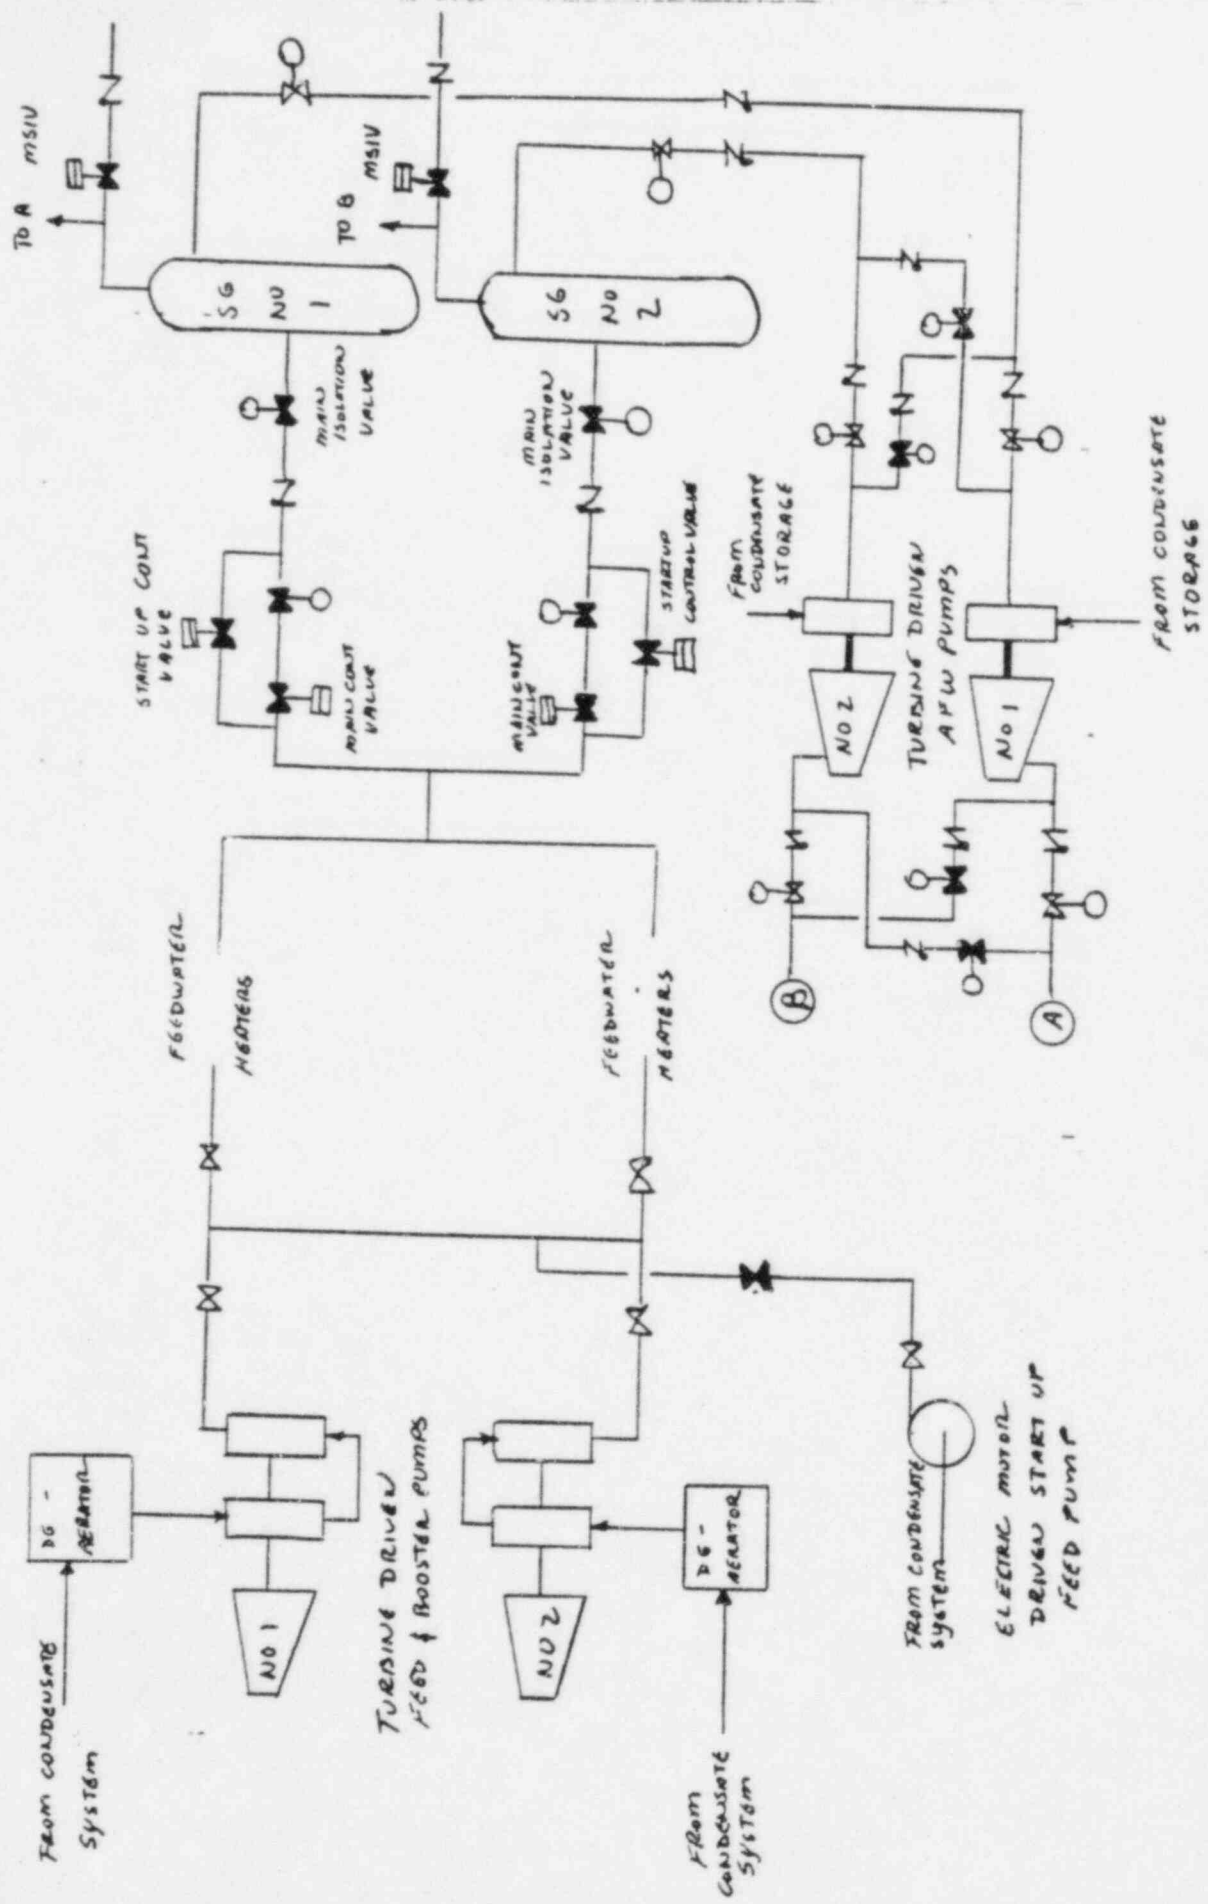 TO A
MSIV
TO B
MSIV
SG
NO
1
SG
NO
2
MAIN
ISOLATION
VALVE
MAIN
ISOLATION
VALVE
START UP CONT
VALVE
MAIN CONT
VALVE
MAIN CONT
VALVE
STARTUP
CONTROL VALVE
FROM
CONDENSATE
STORAGE
NO 2
TURBINE DRIVEN
AFW PUMPS
NO 1
FROM CONDENSATE
STORAGE
B
A
FEEDWATER
HEATERS
FEEDWATER
HEATERS
FROM CONDENSATE
SYSTEM
DE -
AERATOR
NO 1
TURBINE DRIVEN
FEED & BOOSTER PUMPS
NO 2
DE -
AERATOR
FROM
CONDENSATE
SYSTEM
FROM CONDENSATE
SYSTEM
ELECTRIC MOTOR
DRIVEN START UP
FEED PUMP